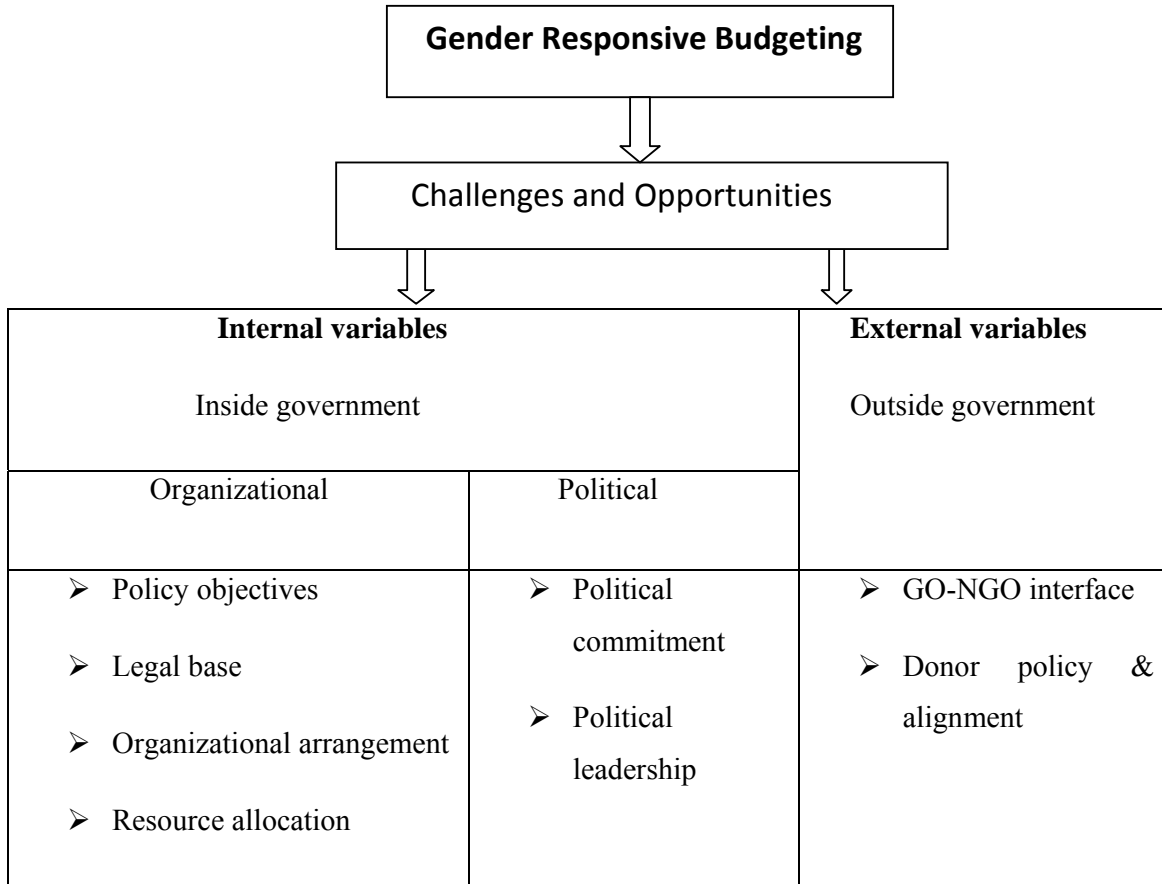 Gender Responsive Budgeting
Challenges and Opportunities
Internal variables
Inside government
External variables
Outside government
Organizational
Political
➢ Policy objectives
➢ Legal base
➢ Organizational arrangement
➢ Resource allocation
➢ Political
commitment
➢ Political
leadership
➢ GO-NGO interface
➢ Donor policy &
alignment